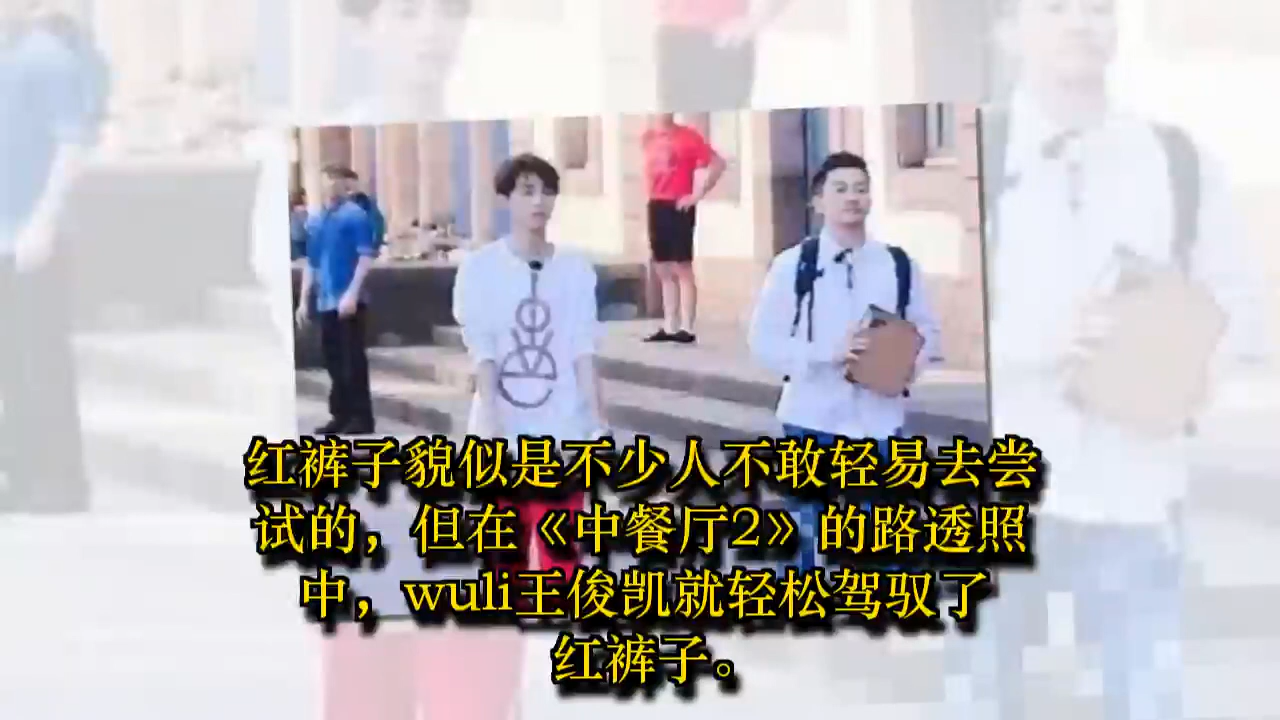 红裤子貌似是不少人不敢轻易去尝
试的，但在《中餐厅2》的路透照
中，wuli王俊凯就轻松驾驭了
红裤子。